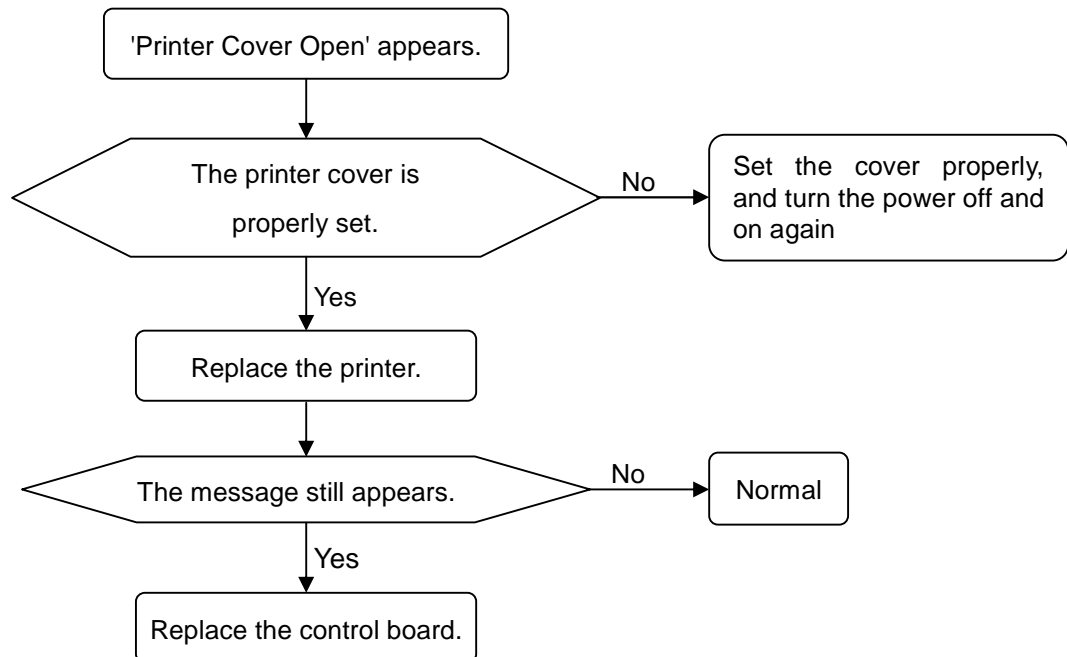 'Printer Cover Open' appears.
The printer cover is
properly set.
No
Set the cover properly,
and turn the power off and
on again
Yes
Replace the printer.
The message still appears.
No
Normal
Yes
Replace the control board.